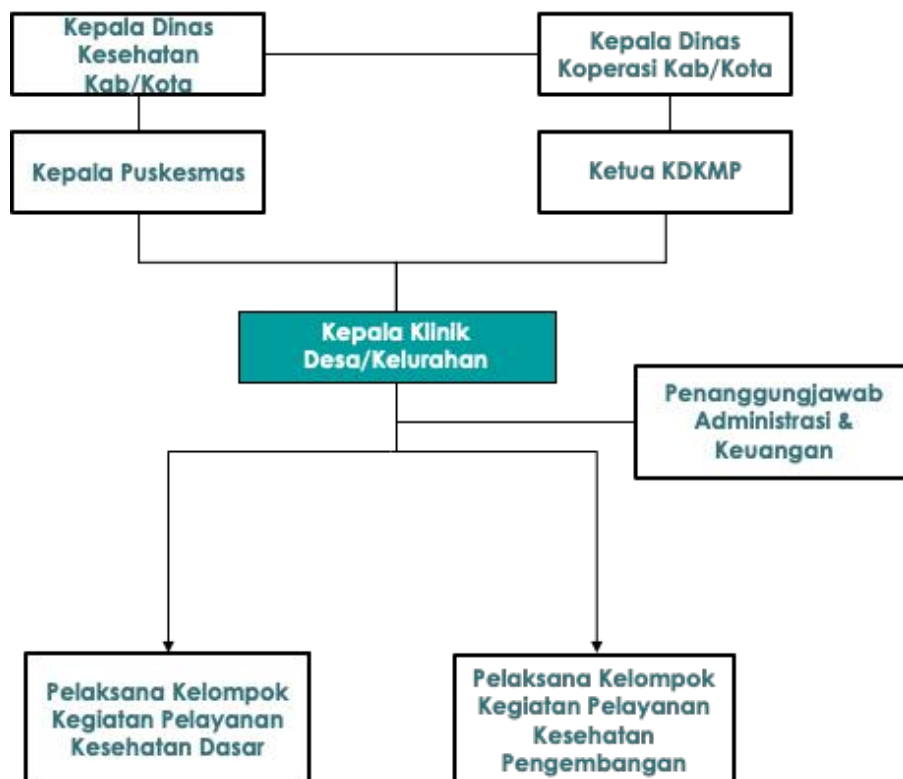 Kepala Dinas
Kesehatan
Kab/Kota
Kepala Dinas
Koperasi Kab/Kota
Kepala Puskesmas
Ketua KDKMP
Kepala Klinik
Desa/Kelurahan
Penanggungjawab
Administrasi &
Keuangan
Pelaksana Kelompok
Kegiatan Pelayanan
Kesehatan Dasar
Pelaksana Kelompok
Kegiatan Pelayanan
Kesehatan
Pengembangan